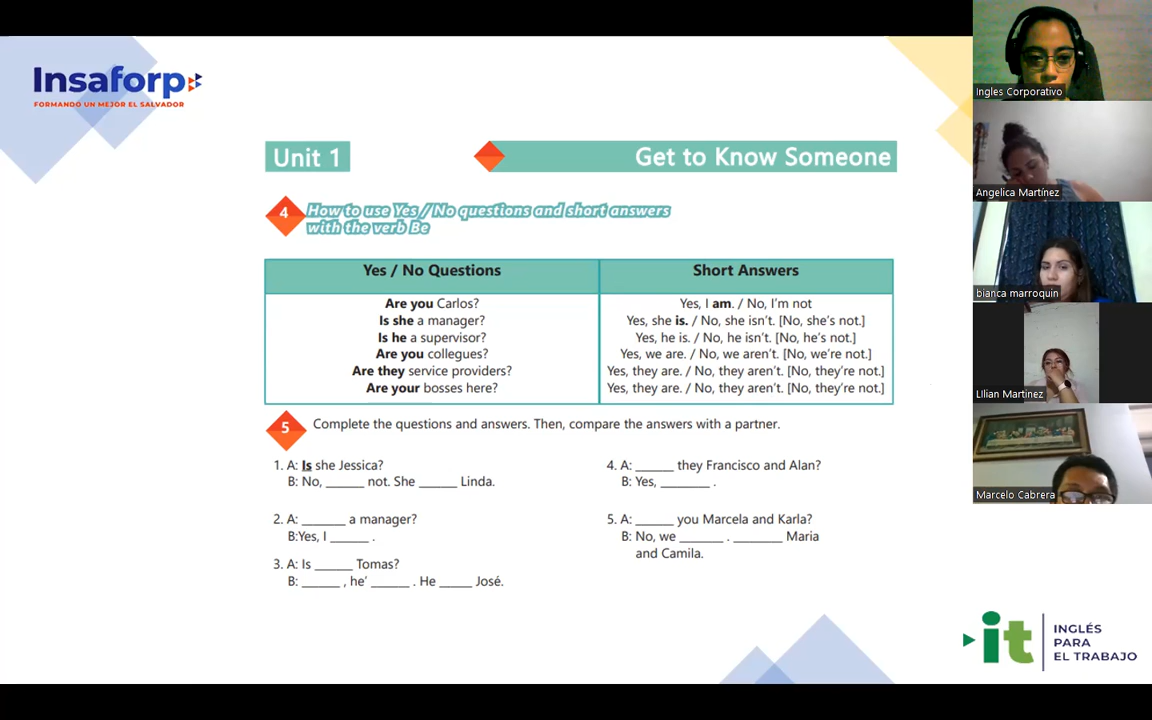 Insaforp
FORMANDO UN MEJOR EL SALVADOR
Unit 1
Get to Know Someone
4
How to use Yes / No questions and short answers
with the verb Be
Yes / No Questions
Short Answers
Are you Carlos?
Yes, I am. / No, I'm not
Is she a manager?
Yes, she is. / No, she isn't. [No, she's not.]
Is he a supervisor?
Yes, he is. / No, he isn't. [No, he's not.]
Are you collegues?
Yes, we are. / No, we aren't. [No, we're not.]
Are they service providers?
Yes, they are. / No, they aren't. [No, they're not.]
Are your bosses here?
Yes, they are. / No, they aren't. [No, they're not.]
5
Complete the questions and answers. Then, compare the answers with a partner.
1. A: Is she Jessica?
B: No, ______ not. She ______ Linda.
2. A: _______ a manager?
B:Yes, I ______ .
3. A: Is ______ Tomas?
B: ______ , he' ______ . He _____ José.
4. A: ______ they Francisco and Alan?
B: Yes, ________ .
5. A: ______ you Marcela and Karla?
B: No, we _______ . ________ Maria
and Camila.
it
INGLÉS
PARA
EL TRABAJO
Ingles Corporativo
Angelica Martínez
bianca marroquin
LIlian Martinez
Marcelo Cabrera